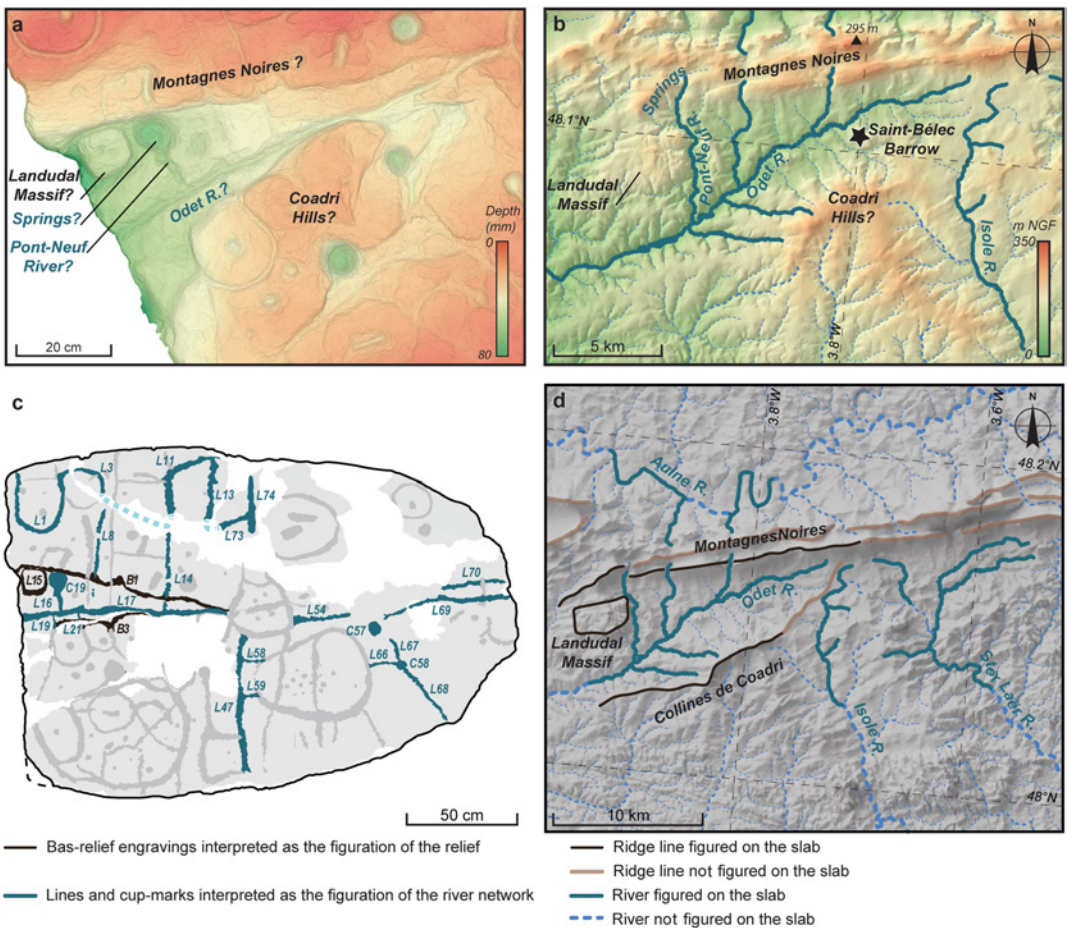 a
Montagnes Noires ?
Landudal
Massif?
Springs?
Pont-Neuf
River?
Odet R.?
Coadri
Hills?
Depth
(mm)
0
80
20 cm
b
295 m
N
Montagnes Noires
Springs
48.1°N
Pont-Neuf R.
Saint-Bélec
Barrow
Landudal
Massif
Odet R.
Coadri
Hills?
Isole R.
m NGF
350
0
3.8°W
5 km
c
L3
L11
L13
L74
L1
L73
L8
L15
C19
B1
L14
L70
L16
L17
L69
L54
L19
L21
B3
C57
L58
L67
L66
C58
L59
L47
L68
50 cm
Bas-relief engravings interpreted as the figuration of the relief
Lines and cup-marks interpreted as the figuration of the river network
d
3.8°W
3.6°W
N
48.2°N
Aulne R.
MontagnesNoires
Odet R.
Landudal
Massif
Collines de Coadri
Isole R.
Ster Laër R.
48°N
10 km
Ridge line figured on the slab
Ridge line not figured on the slab
River figured on the slab
River not figured on the slab